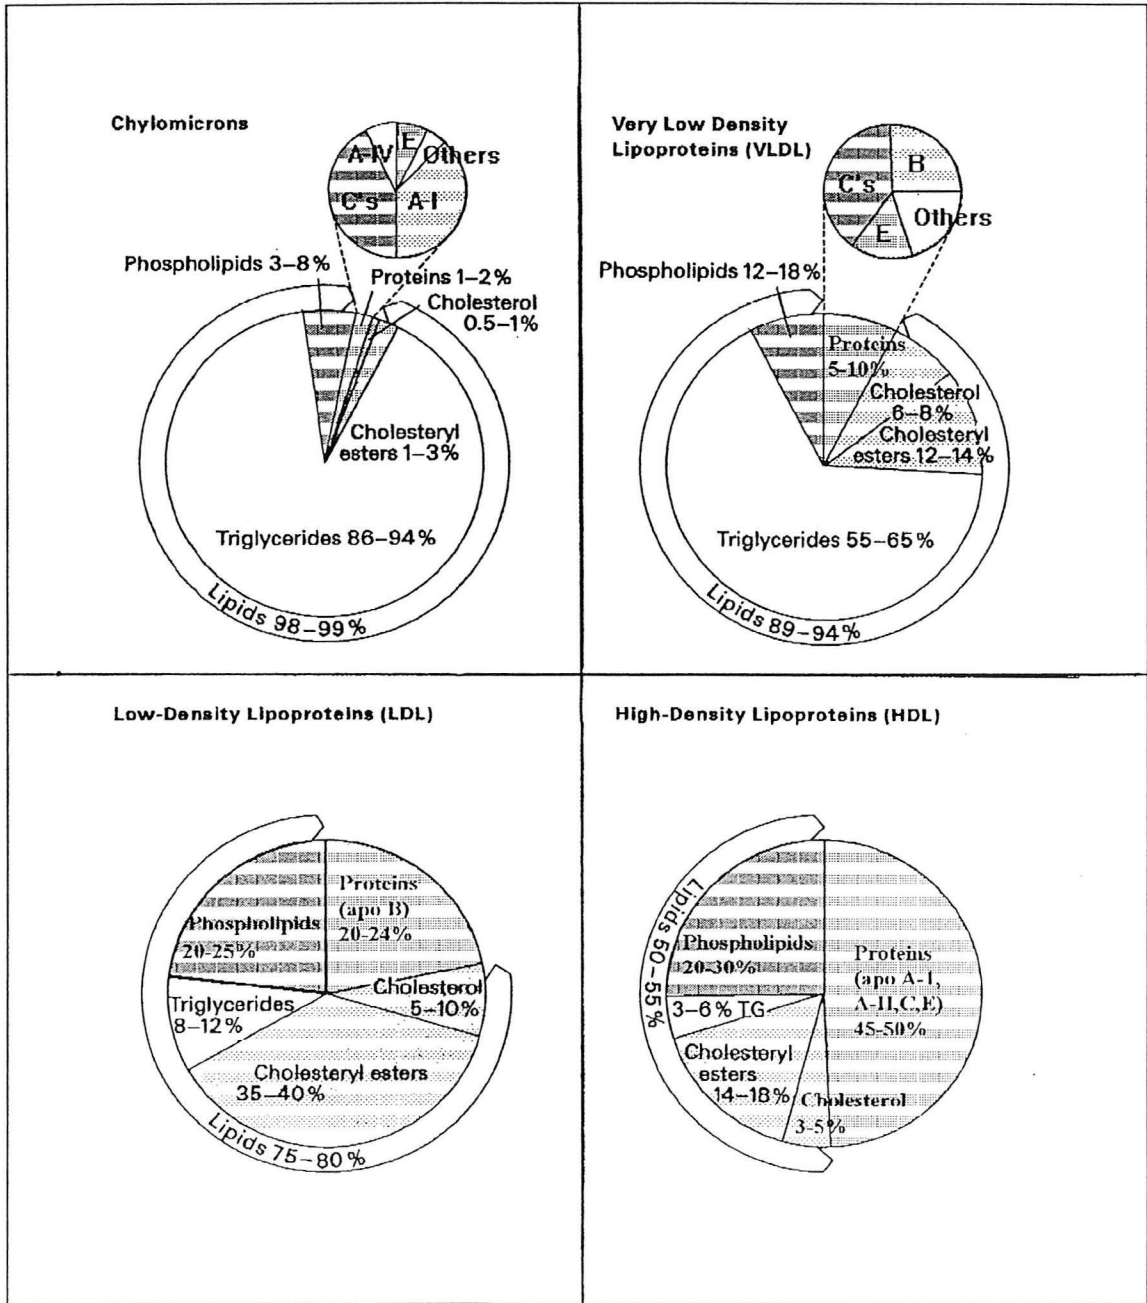 Chylomicrons
A-IV
E
Others
C's
A-I
Phospholipids 3–8%
Proteins 1–2%
Cholesterol
0.5–1%
Cholesteryl
esters 1–3%
Triglycerides 86–94%
Lipids 98–99%
Very Low Density
Lipoproteins (VLDL)
C's
B
E
Others
Phospholipids 12–18%
Proteins
5-10%
Cholesterol
6–8%
Cholesteryl
esters 12–14%
Triglycerides 55–65%
Lipids 89–94%
Low-Density Lipoproteins (LDL)
Proteins
(apo B)
20-24%
Phospholipids
20-25%
Cholesterol
5–10%
Triglycerides
8–12%
Cholesteryl esters
35–40%
Lipids 75–80%
High-Density Lipoproteins (HDL)
Lipids 50–55%
Phospholipids
20-30%
Proteins
(apo A-I,
A-II,C,E)
45-50%
3–6% TG
Cholesteryl
esters
14–18%
Cholesterol
3-5%